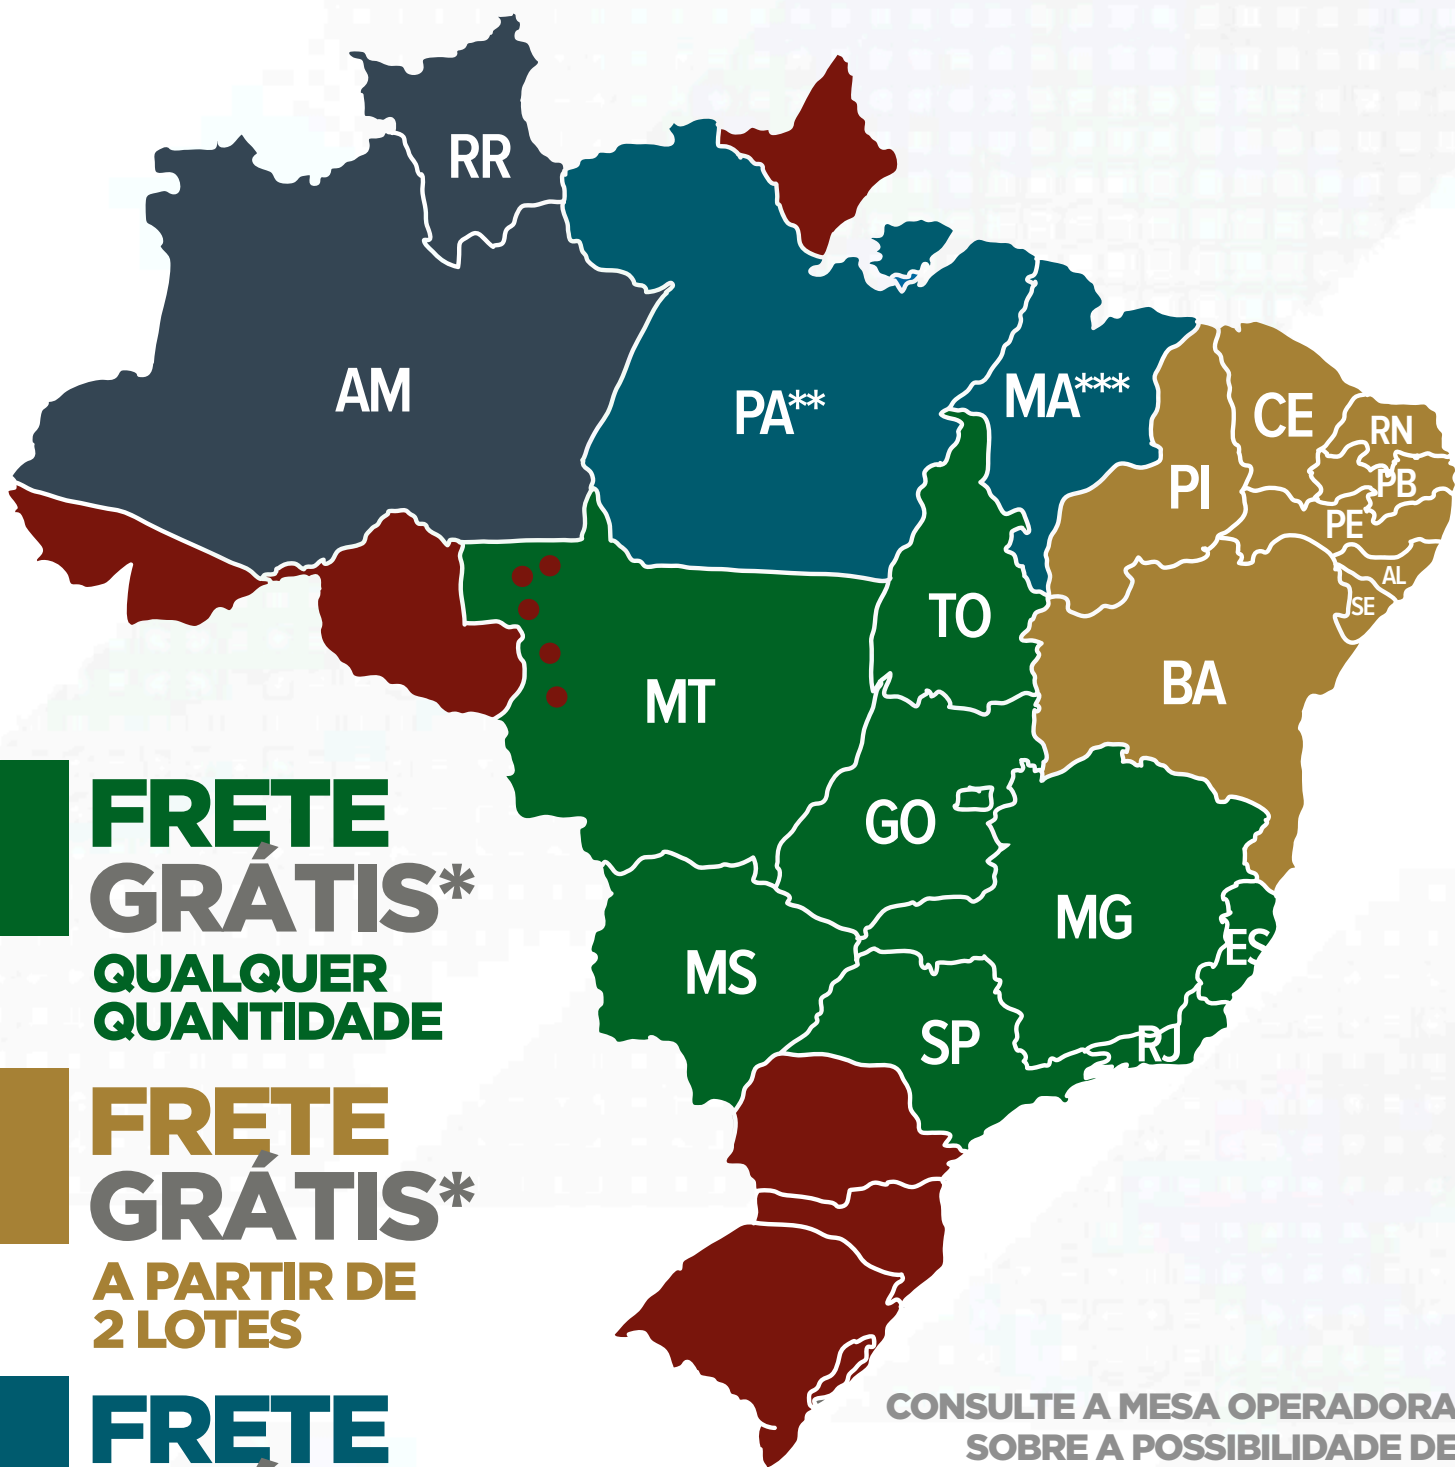 RR
AM
PA**
MA***
CE
RN
PI
PB
PE
AL
SE
TO
BA
MT
GO
MG
ES
MS
SP
RJ
FRETE
GRÁTIS*
QUALQUER
QUANTIDADE
FRETE
GRÁTIS*
A PARTIR DE
2 LOTES
FRETE
CONSULTE A MESA OPERADORA
SOBRE A POSSIBILIDADE DE